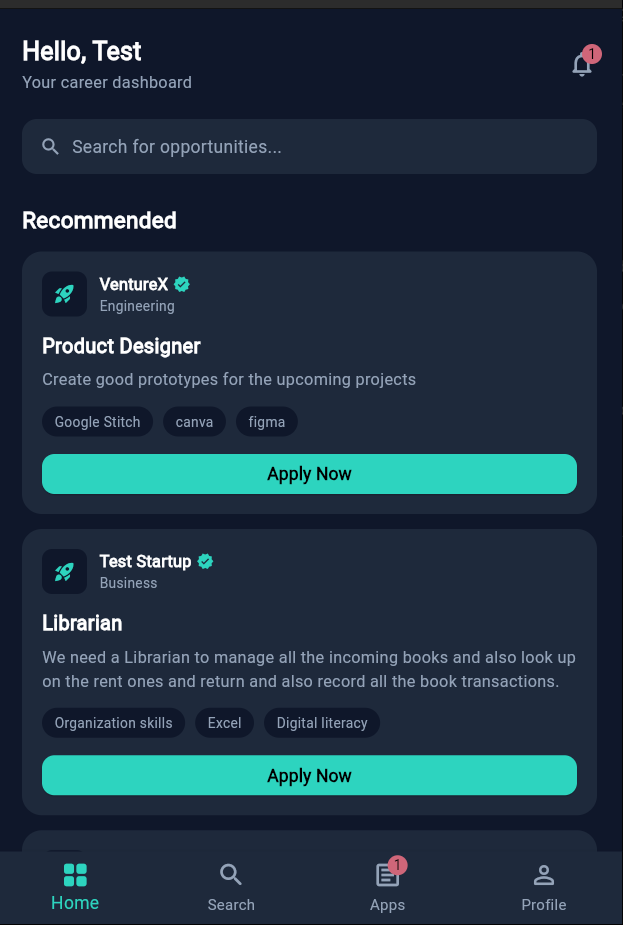 Hello, Test
1
Your career dashboard
Search for opportunities...
Recommended
VentureX
Engineering
Product Designer
Create good prototypes for the upcoming projects
Google Stitch canva figma
Apply Now
Test Startup
Business
Librarian
We need a Librarian to manage all the incoming books and also look up
on the rent ones and return and also record all the book transactions.
Organization skills Excel Digital literacy
Apply Now
1
Home Search Apps Profile